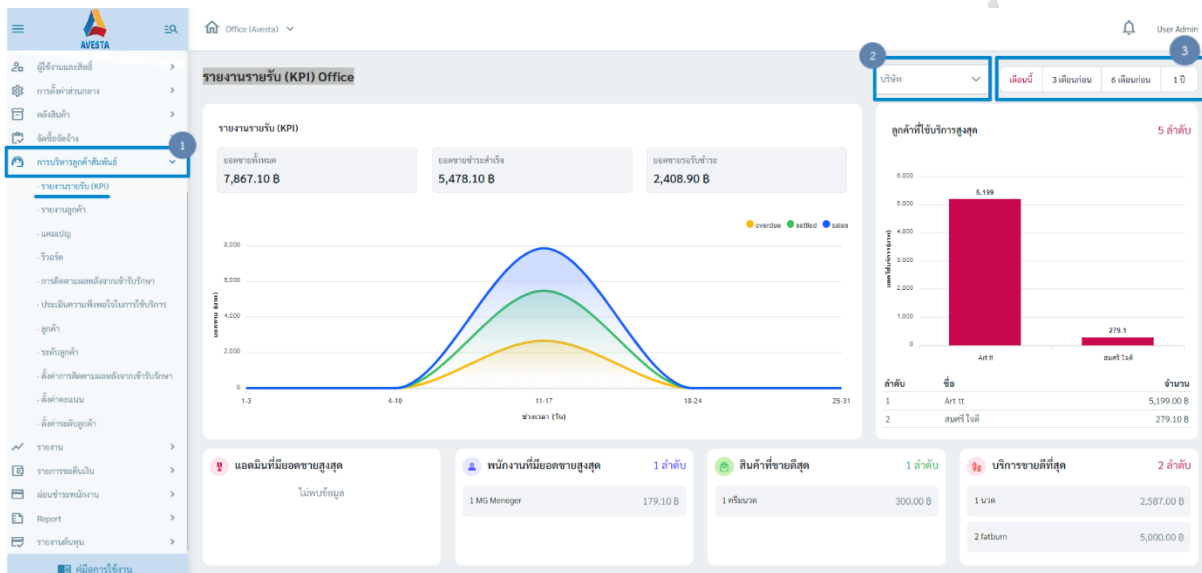 AVESTA
Office (Avesta)
User Admin
ผู้ใช้งานและสิทธิ์
การตั้งค่าส่วนกลาง
คลังสินค้า
จัดซื้อจัดจ้าง
1
การบริหารลูกค้าสัมพันธ์
- รายงานรายรับ (KPI)
- รายงานลูกค้า
- แคมเปญ
- รีวอร์ด
- การติดตามผลหลังจากเข้ารับรักษา
- ประเมินความพึงพอใจในการใช้บริการ
- ลูกค้า
- ระดับลูกค้า
- ตั้งค่าการติดตามผลหลังจากเข้ารับรักษา
- ตั้งค่าคะแนน
- ตั้งค่าระดับลูกค้า
รายงาน
รายการขอคืนเงิน
ผ่อนชำระพนักงาน
Report
รายงานต้นทุน
คู่มือการใช้งาน
รายงานรายรับ (KPI) Office
2
บริษัท
3
เดือนนี้ 3 เดือนก่อน 6 เดือนก่อน 1 ปี
รายงานรายรับ (KPI)
ยอดขายทั้งหมด
7,867.10 B
ยอดขายชำระสำเร็จ
5,478.10 B
ยอดขายรอรับชำระ
2,408.90 B
overdue settled sales
8,000
6,000
4,000
2,000
0
ยอดขาย (บาท)
1-3 4-10 11-17 18-24 25-31
ช่วงเวลา (วัน)
ลูกค้าที่ใช้บริการสูงสุด 5 ลำดับ
6,000
5,000
4,000
3,000
2,000
1,000
0
ยอดใช้บริการ(บาท)
5,199
279.1
Art tt สมศรี ใจดี
ลำดับ ชื่อ จำนวน
1 Art tt 5,199.00 B
2 สมศรี ใจดี 279.10 B
แอดมินที่มียอดขายสูงสุด
ไม่พบข้อมูล
พนักงานที่มียอดขายสูงสุด 1 ลำดับ
1 MG Meneger 179.10 B
สินค้าที่ขายดีสุด 1 ลำดับ
1 ครีมนวด 300.00 B
บริการขายดีที่สุด 2 ลำดับ
1 นวด 2,587.00 B
2 fatburn 5,000.00 B